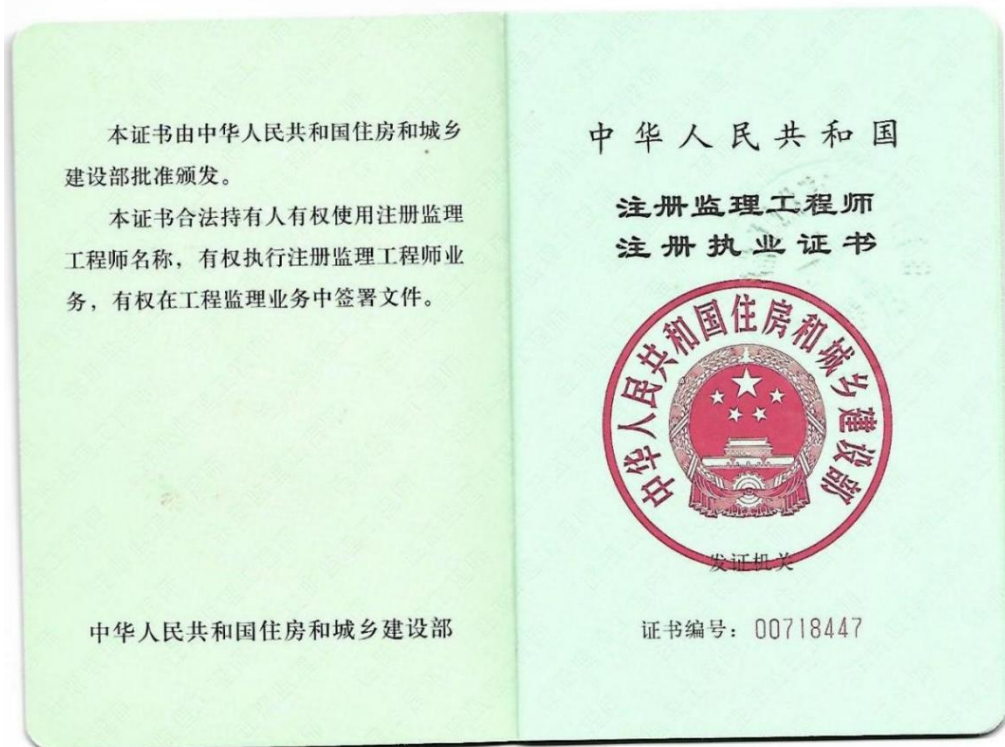 本证书由中华人民共和国住房和城乡
建设部批准颁发。
本证书合法持有人有权使用注册监理
工程师名称，有权执行注册监理工程师业
务，有权在工程监理业务中签署文件。
中华人民共和国住房和城乡建设部
中华人民共和国
注册监理工程师
注册执业证书
中华人民共和国住房和城乡建设部
发证机关
证书编号：00718447